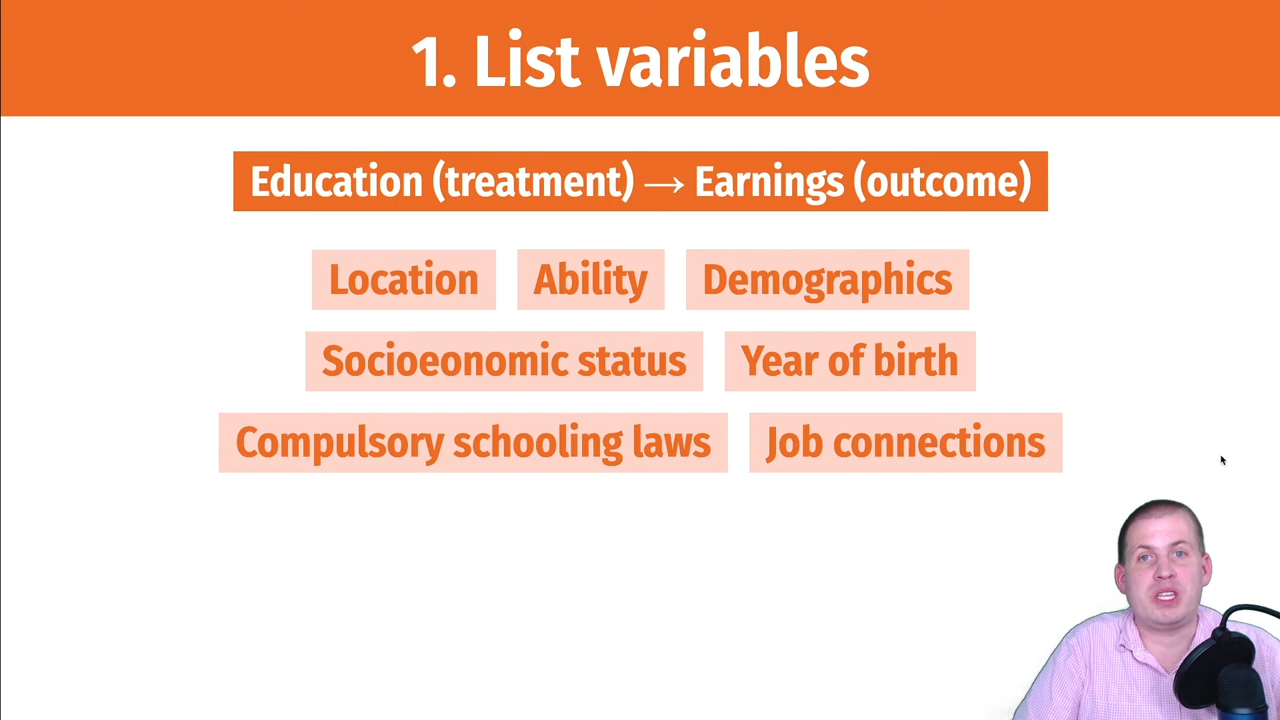 1. List variables
Education (treatment) → Earnings (outcome)
Location Ability Demographics
Socioeonomic status Year of birth
Compulsory schooling laws Job connections